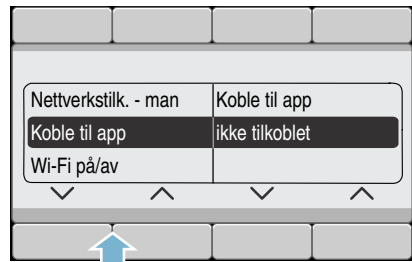 Nettverkstilk. - man Koble til app
Koble til app ikke tilkoblet
Wi-Fi på/av